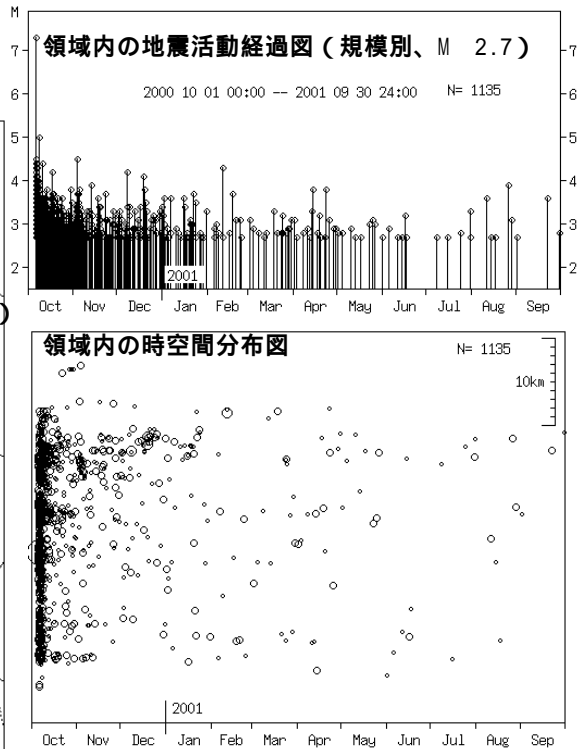 M
領域内の地震活動経過図（規模別、M 2.7）
2000 10 01 00:00 -- 2001 09 30 24:00 N= 1135
7 7
6 6
5 5
4 4
3 3
2 2
2001
Oct Nov Dec Jan Feb Mar Apr May Jun Jul Aug Sep
)
領域内の時空間分布図
N= 1135
10km
2001
Oct Nov Dec Jan Feb Mar Apr May Jun Jul Aug Sep